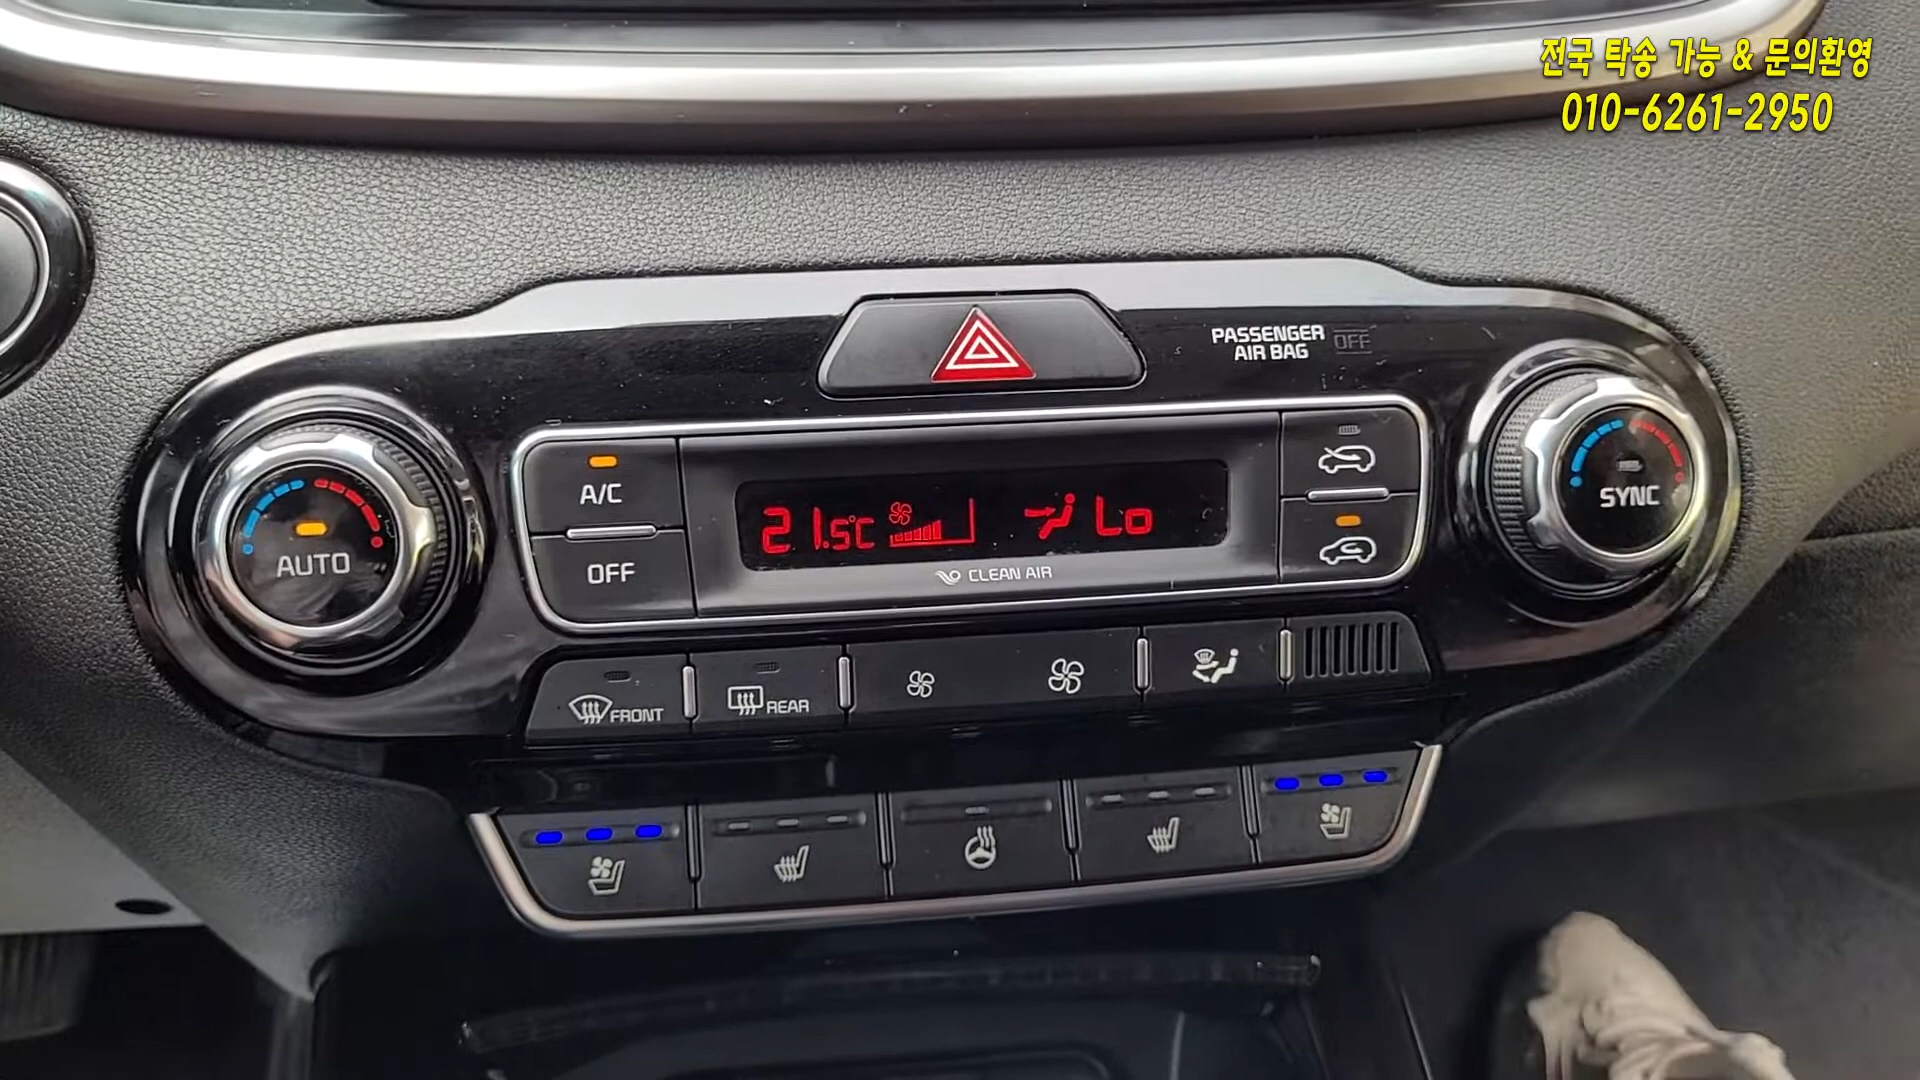 전국 탁송 가능 & 문의환영
010-6261-2950
PASSENGER
AIR BAG OFF
A/C
21.5°C Lo
AUTO
OFF
SYNC
CLEAN AIR
FRONT
REAR